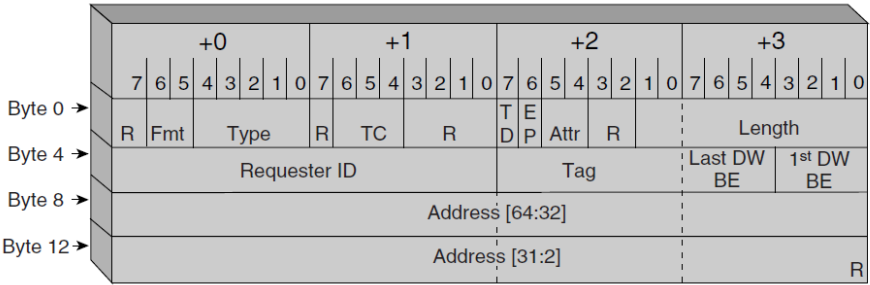 +0 +1 +2 +3
7 6 5 4 3 2 1 0 7 6 5 4 3 2 1 0 7 6 5 4 3 2 1 0 7 6 5 4 3 2 1 0
Byte 0 R Fmt Type R TC R TD EP Attr R Length
Byte 4 Requester ID Tag Last DW BE 1st DW BE
Byte 8 Address [64:32]
Byte 12 Address [31:2] R